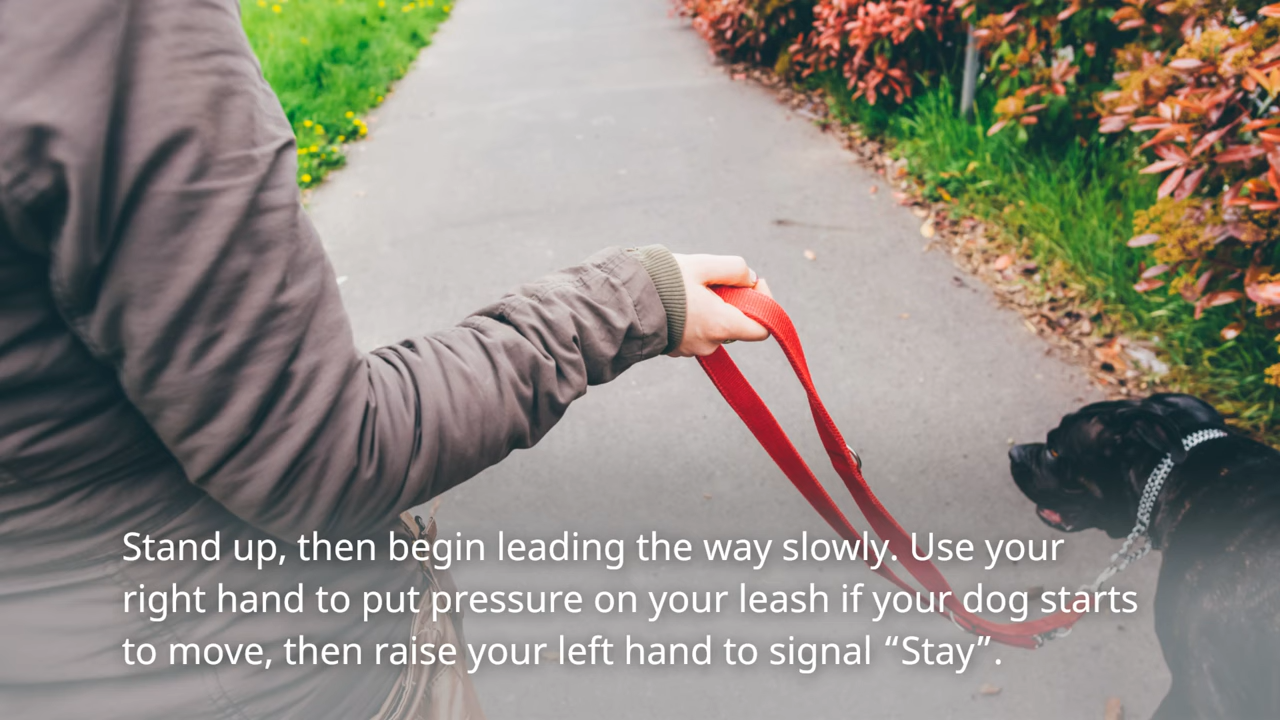 Stand up, then begin leading the way slowly. Use your
right hand to put pressure on your leash if your dog starts
to move, then raise your left hand to signal “Stay”.